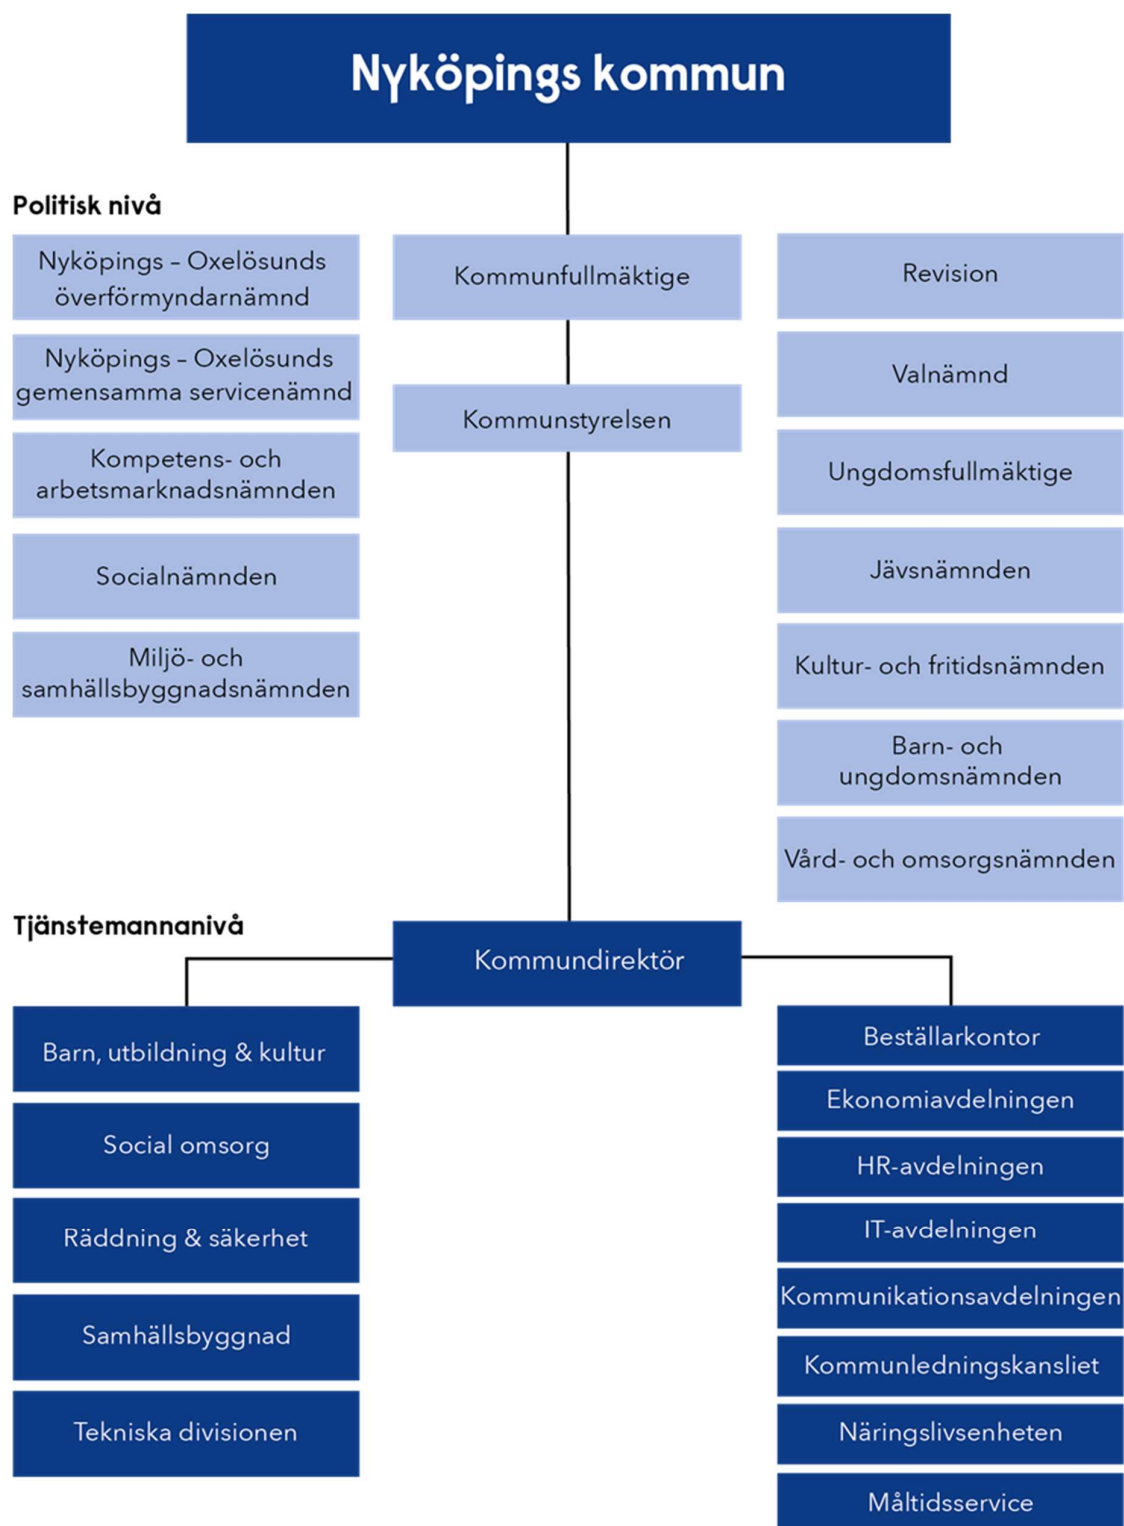 Nyköpings kommun
Politisk nivå
Nyköpings – Oxelösunds
överförmyndarnämnd
Nyköpings – Oxelösunds
gemensamma servicenämnd
Kompetens- och
arbetsmarknadsnämnden
Socialnämnden
Miljö- och
samhällsbyggnadsnämnden
Kommunfullmäktige
Kommunstyrelsen
Revision
Valnämnd
Ungdomsfullmäktige
Jävsnämnden
Kultur- och fritidsnämnden
Barn- och
ungdomsnämnden
Vård- och omsorgsnämnden
Tjänstemannanivå
Kommundirektör
Barn, utbildning & kultur
Social omsorg
Räddning & säkerhet
Samhällsbyggnad
Tekniska divisionen
Beställarkontor
Ekonomiavdelningen
HR-avdelningen
IT-avdelningen
Kommunikationsavdelningen
Kommunledningskansliet
Näringslivsenheten
Måltidsservice